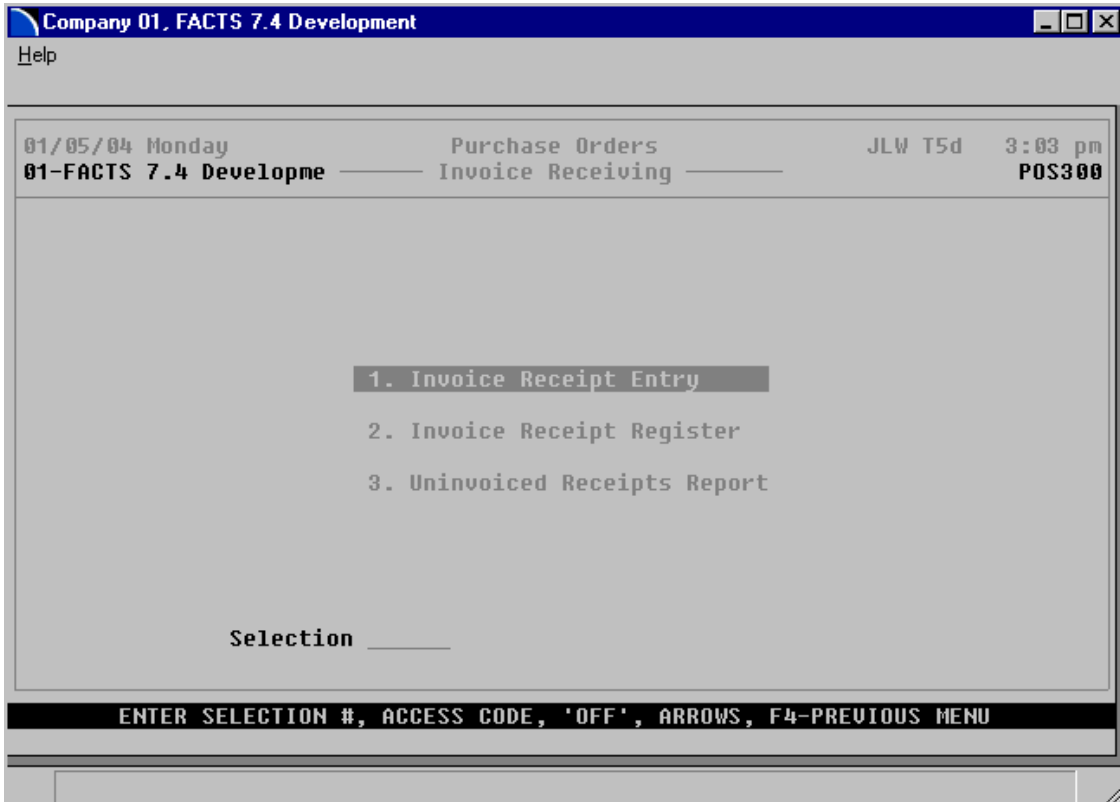 Company 01, FACTS 7.4 Development
Help
01/05/04 Monday Purchase Orders JLW T5d 3:03 pm
01-FACTS 7.4 Developme Invoice Receiving POS300
1. Invoice Receipt Entry
2. Invoice Receipt Register
3. Uninvoiced Receipts Report
Selection ______
ENTER SELECTION #, ACCESS CODE, 'OFF', ARROWS, F4-PREVIOUS MENU